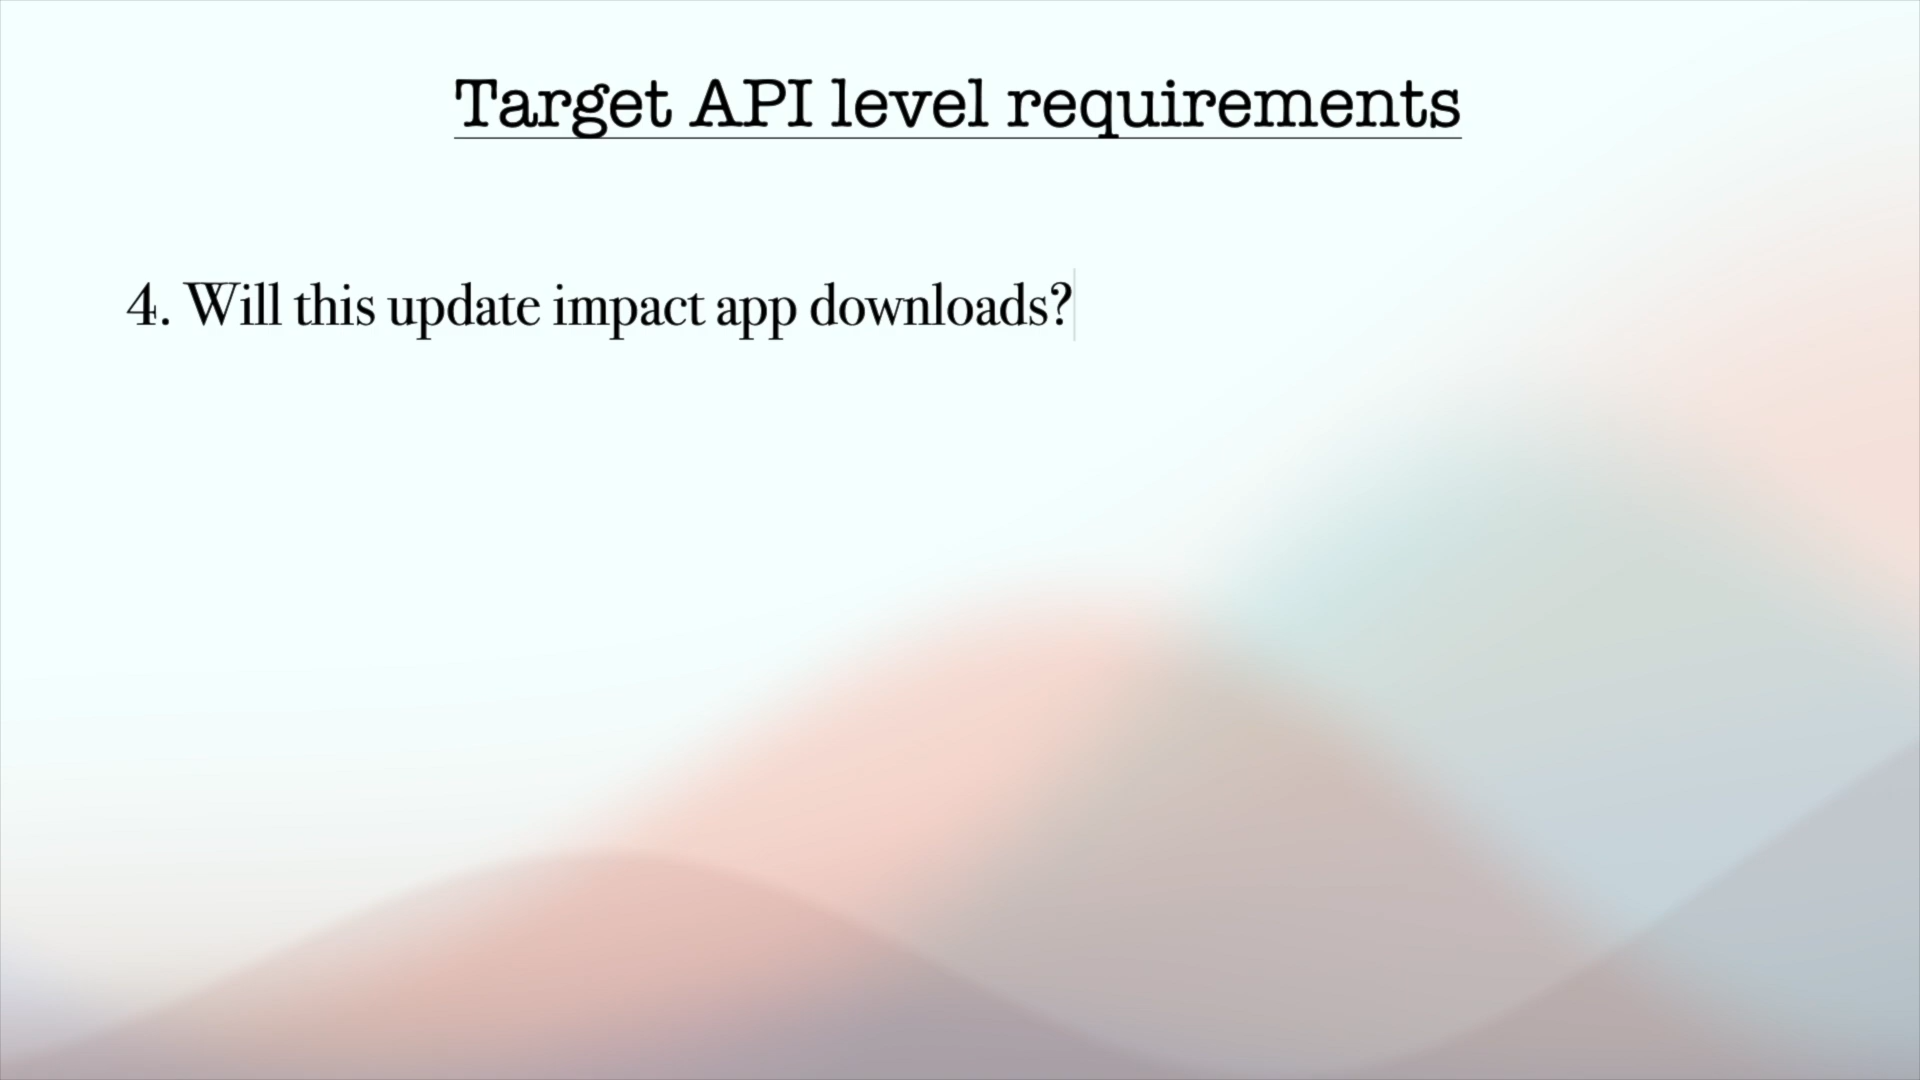 Target API level requirements
4. Will this update impact app downloads?